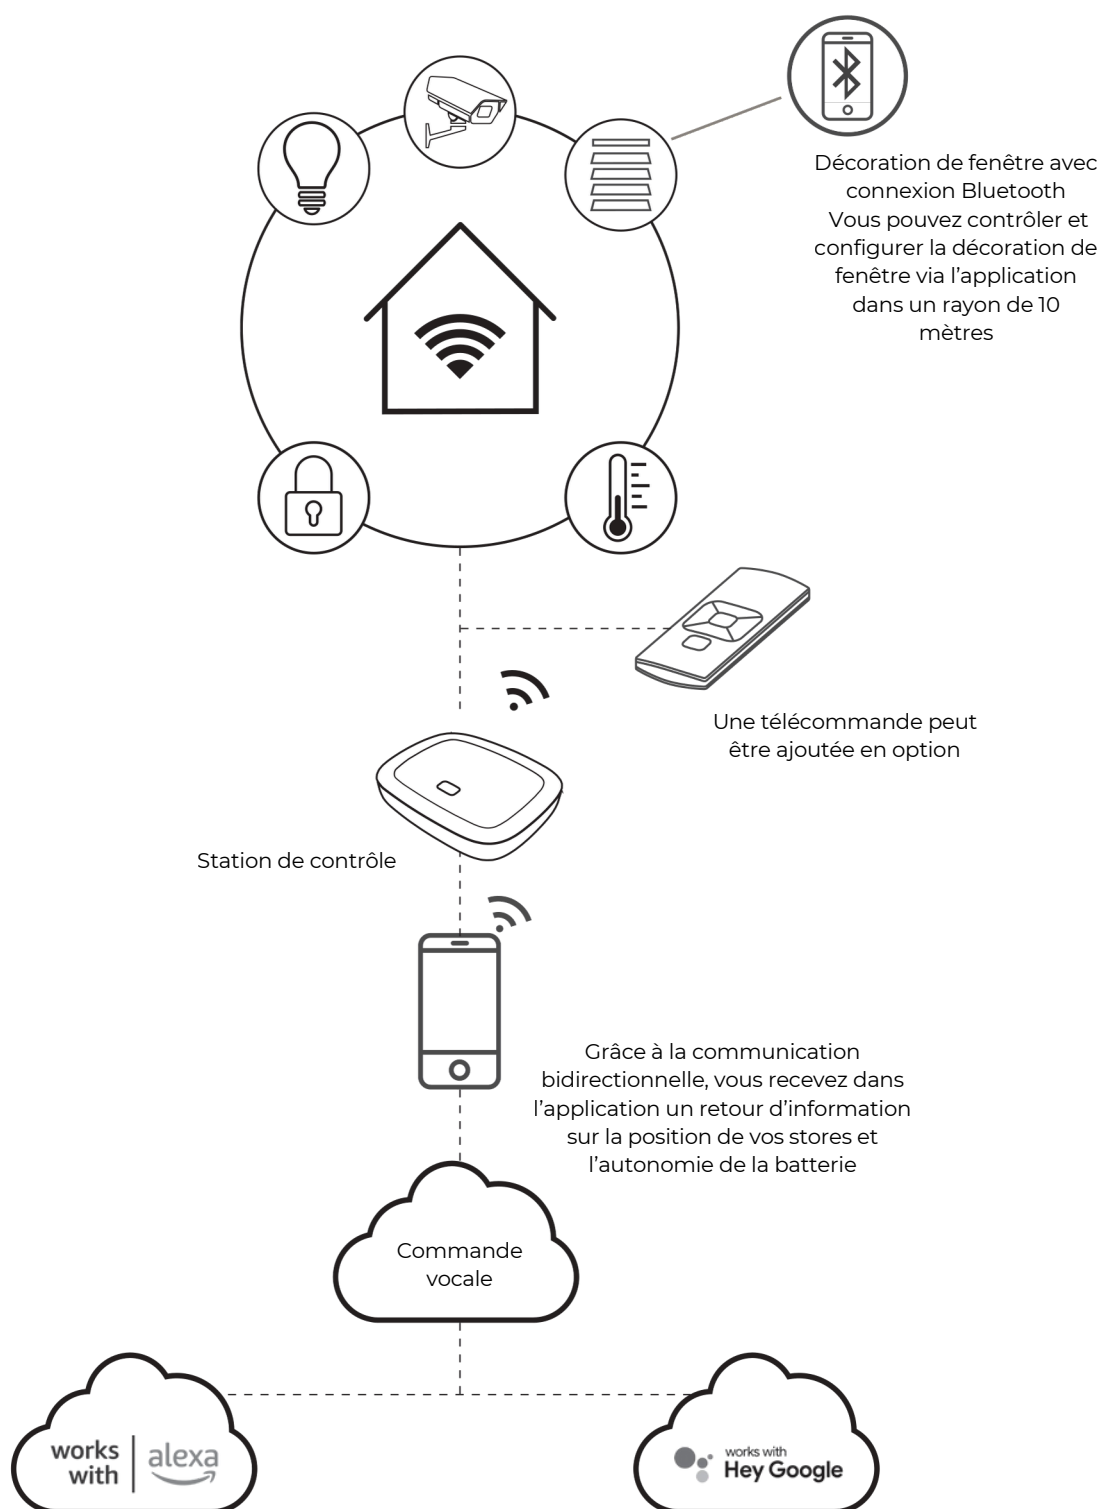 Décoration de fenêtre avec
connexion Bluetooth
Vous pouvez contrôler et
configurer la décoration de
fenêtre via l'application
dans un rayon de 10
mètres
Une télécommande peut
être ajoutée en option
Station de contrôle
Grâce à la communication
bidirectionnelle, vous recevez dans
l'application un retour d'information
sur la position de vos stores et
l'autonomie de la batterie
Commande
vocale
works
with
alexa
works with
Hey Google